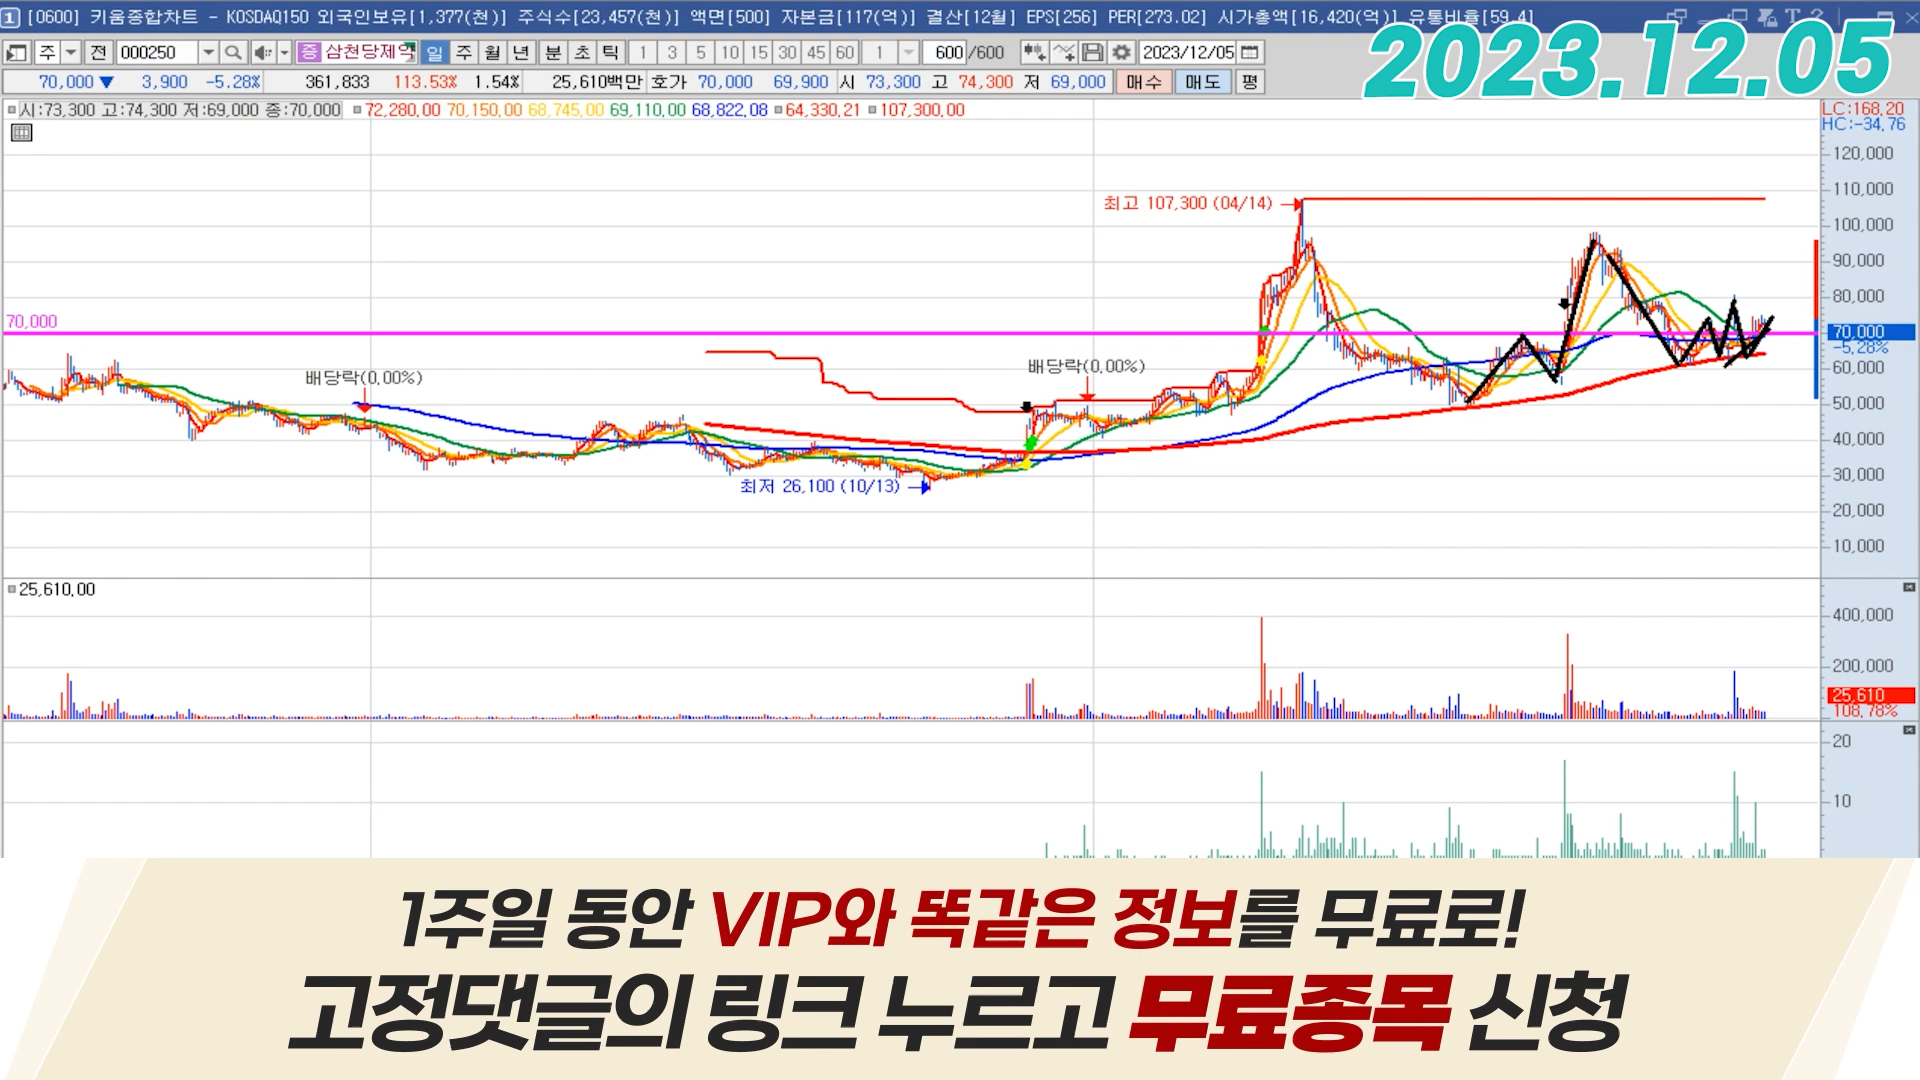 1 [0600] 키움종합차트 - KOSDAQ150 외국인보유[1,377(천)] 주식수[23,457(천)] 액면[500] 자본금[117(억)] 결산[12월] EPS[256] PER[273.02] 시가총액[16,420(억)] 유통비율[59.4]
2023.12.05
주 전 000250 증 삼천당제약 일 주 월 년 분 초 틱 1 3 5 10 15 30 45 60 1 600 /600 2023/12/05
70,000 ▼ 3,900 -5.28% 361,833 113.53% 1.54% 25,610백만 호가 70,000 69,900 시 73,300 고 74,300 저 69,000 매수 매도 평
시:73,300 고:74,300 저:69,000 종:70,000 72,280.00 70,150.00 68,745.00 69,110.00 68,822.08 64,330.21 107,300.00
LC:168.20
HC:-34.76
120,000
110,000
최고 107,300 (04/14)
100,000
90,000
80,000
70,000
70,000
-5.28%
60,000
배당락(0.00%)
배당락(0.00%)
50,000
40,000
30,000
최저 26,100 (10/13)
20,000
10,000
25,610.00
400,000
200,000
25,610
108.78%
20
10
1주일 동안 VIP와 똑같은 정보를 무료로!
고정댓글의 링크 누르고 무료종목 신청